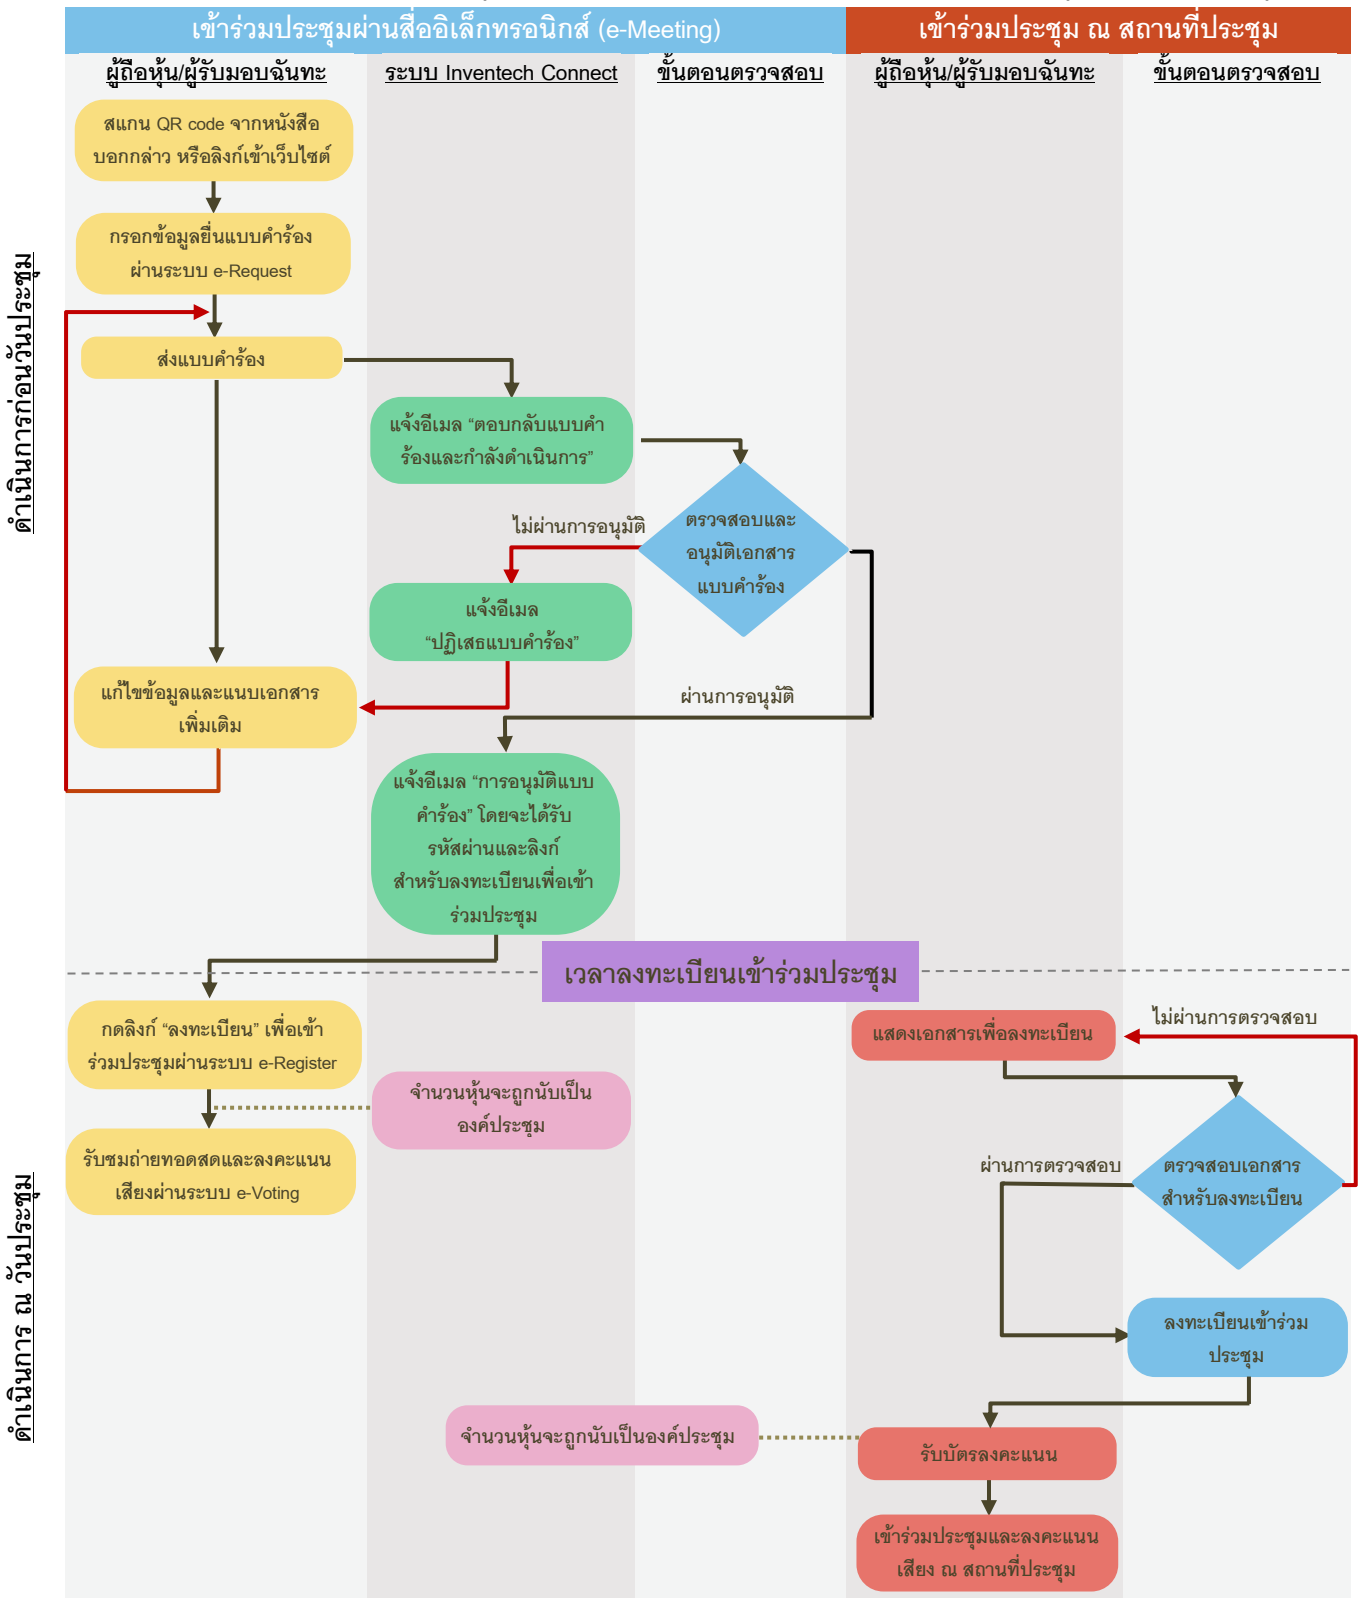 เข้าร่วมประชุมผ่านสื่ออิเล็กทรอนิกส์ (e-Meeting)
เข้าร่วมประชุม ณ สถานที่ประชุม
ผู้ถือหุ้น/ผู้รับมอบฉันทะ
ระบบ Inventech Connect
ขั้นตอนตรวจสอบ
ผู้ถือหุ้น/ผู้รับมอบฉันทะ
ขั้นตอนตรวจสอบ
ดำเนินการก่อนวันประชุม
สแกน QR code จากหนังสือ
บอกกล่าว หรือลิงก์เข้าเว็บไซต์
กรอกข้อมูลยื่นแบบคำร้อง
ผ่านระบบ e-Request
ส่งแบบคำร้อง
แจ้งอีเมล “ตอบกลับแบบคำ
ร้องและกำลังดำเนินการ”
ตรวจสอบและ
อนุมัติเอกสาร
แบบคำร้อง
ไม่ผ่านการอนุมัติ
แจ้งอีเมล
“ปฏิเสธแบบคำร้อง”
แก้ไขข้อมูลและแนบเอกสาร
เพิ่มเติม
ผ่านการอนุมัติ
แจ้งอีเมล “การอนุมัติแบบ
คำร้อง” โดยจะได้รับ
รหัสผ่านและลิงก์
สำหรับลงทะเบียนเพื่อเข้า
ร่วมประชุม
เวลาลงทะเบียนเข้าร่วมประชุม
ดำเนินการ ณ วันประชุม
กดลิงก์ “ลงทะเบียน” เพื่อเข้า
ร่วมประชุมผ่านระบบ e-Register
จำนวนหุ้นจะถูกนับเป็น
องค์ประชุม
รับชมถ่ายทอดสดและลงคะแนน
เสียงผ่านระบบ e-Voting
แสดงเอกสารเพื่อลงทะเบียน
ไม่ผ่านการตรวจสอบ
ผ่านการตรวจสอบ
ตรวจสอบเอกสาร
สำหรับลงทะเบียน
ลงทะเบียนเข้าร่วม
ประชุม
จำนวนหุ้นจะถูกนับเป็นองค์ประชุม
รับบัตรลงคะแนน
เข้าร่วมประชุมและลงคะแนน
เสียง ณ สถานที่ประชุม